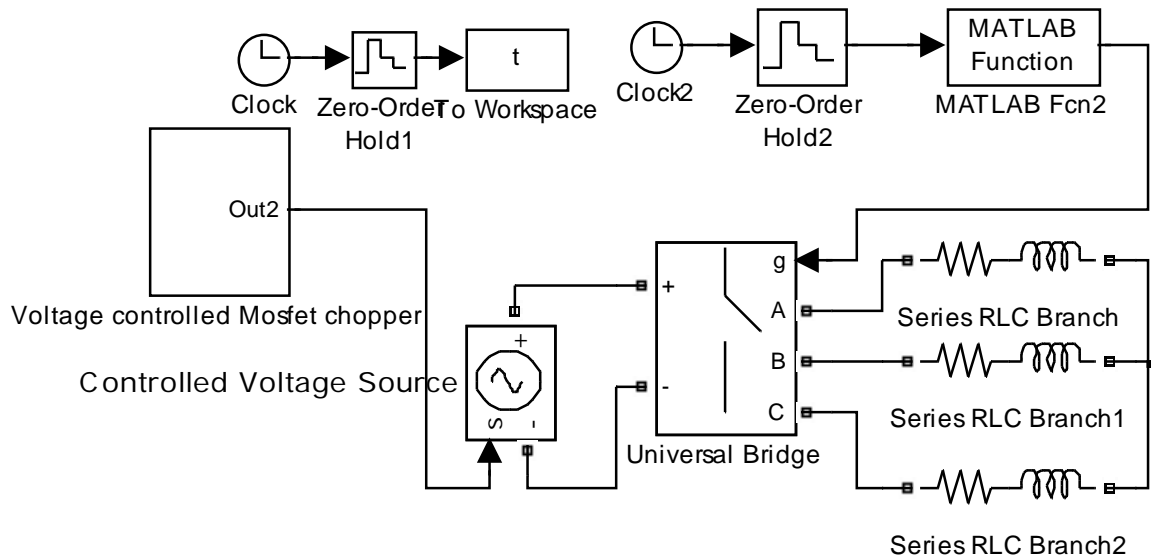 Clock
Zero-Order
Hold1
t
To Workspace
Clock2
Zero-Order
Hold2
MATLAB
Function
MATLAB Fcn2
Out2
Voltage controlled Mosfet chopper
Controlled Voltage Source
+
s
-
+
-
g
A
B
C
Universal Bridge
Series RLC Branch
Series RLC Branch1
Series RLC Branch2